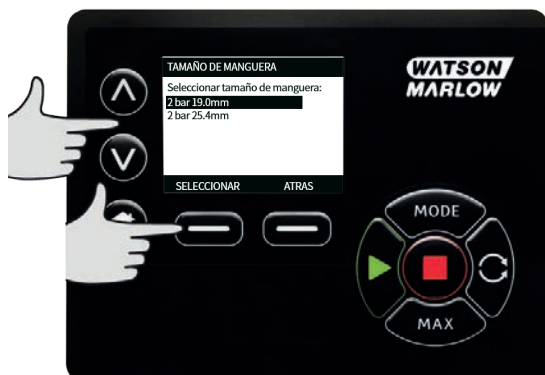 TAMAÑO DE MANGUERA
Seleccionar tamaño de manguera:
2 bar 19.0mm
2 bar 25.4mm
SELECCIONAR ATRAS
WATSON
MARLOW
MODE
MAX